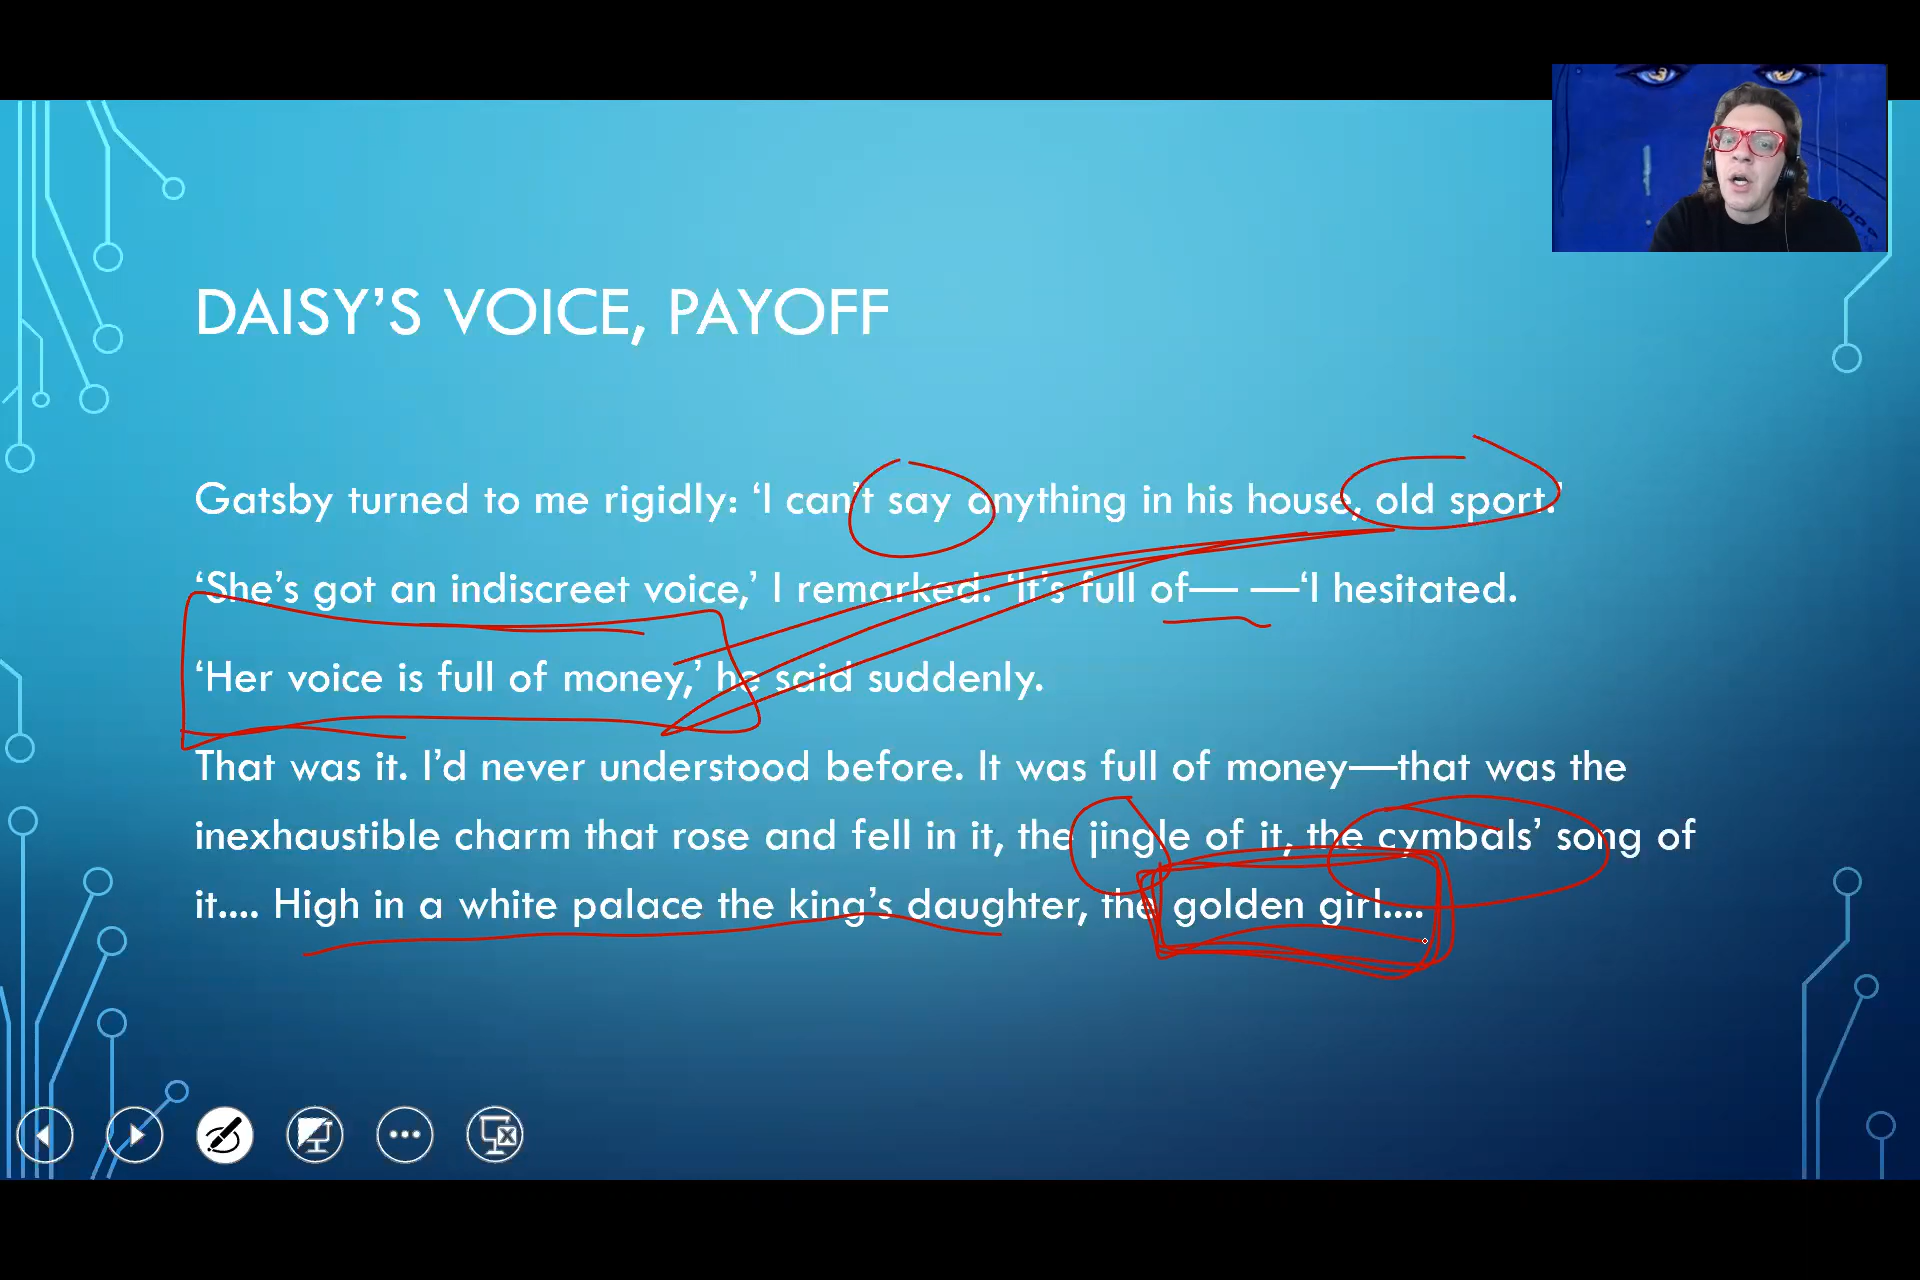 DAISY’S VOICE, PAYOFF
Gatsby turned to me rigidly: ‘I can’t say anything in his house, old sport.’
‘She’s got an indiscreet voice,’ I remarked. ‘It’s full of— —‘I hesitated.
‘Her voice is full of money,’ he said suddenly.
That was it. I’d never understood before. It was full of money—that was the
inexhaustible charm that rose and fell in it, the jingle of it, the cymbals’ song of
it.... High in a white palace the king’s daughter, the golden girl....